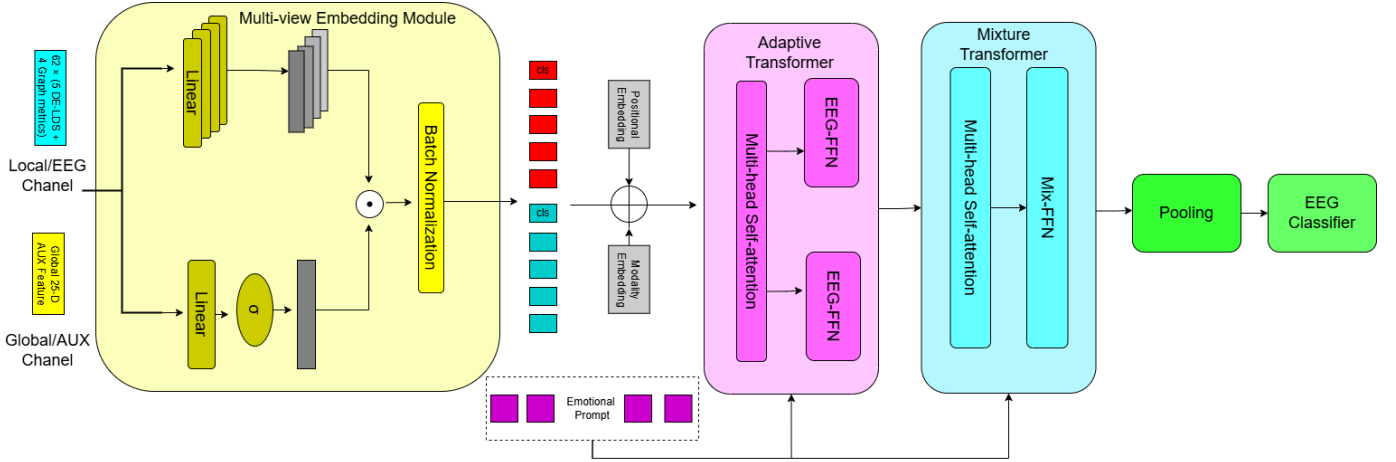 Multi-view Embedding Module
62 × (5 DE-LDS +
4 Graph metrics)
Local/EEG
Chanel
Global 25-D
AUX Feature
Global/AUX
Chanel
Linear
Linear
σ
Batch Normalization
cls
cls
Positional
Embedding
Modality
Embedding
Emotional
Prompt
Adaptive
Transformer
Multi-head Self-attention
EEG-FFN
EEG-FFN
Mixture
Transformer
Multi-head Self-attention
Mix-FFN
Pooling
EEG
Classifier